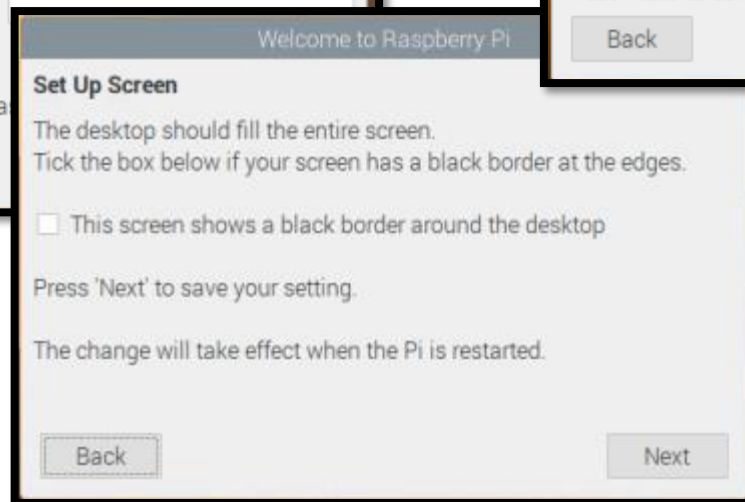 Back
Welcome to Raspberry Pi
Set Up Screen
The desktop should fill the entire screen.
Tick the box below if your screen has a black border at the edges.
This screen shows a black border around the desktop
Press 'Next' to save your setting.
The change will take effect when the Pi is restarted.
Back
Next